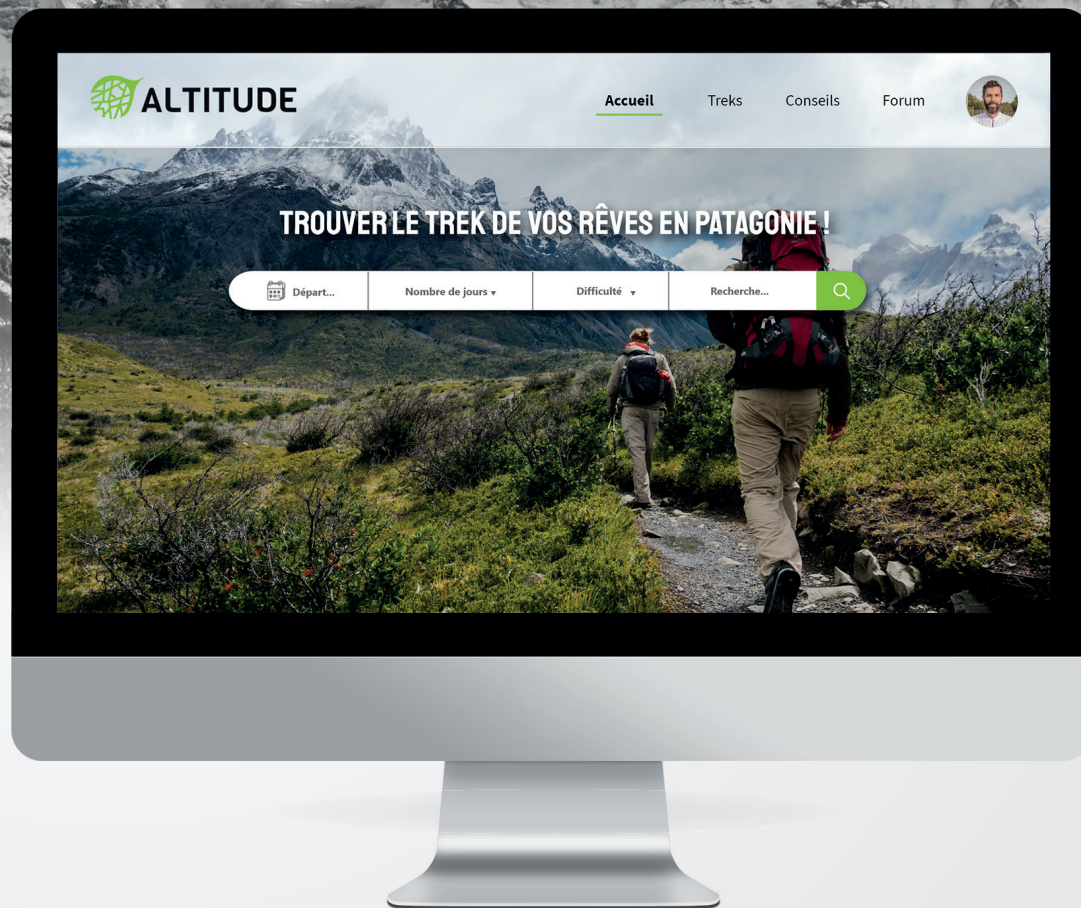 ALTITUDE
Accueil Treks Conseils Forum
TROUVER LE TREK DE VOS RÊVES EN PATAGONIE !
Départ... Nombre de jours ▾ Difficulté ▾ Recherche...